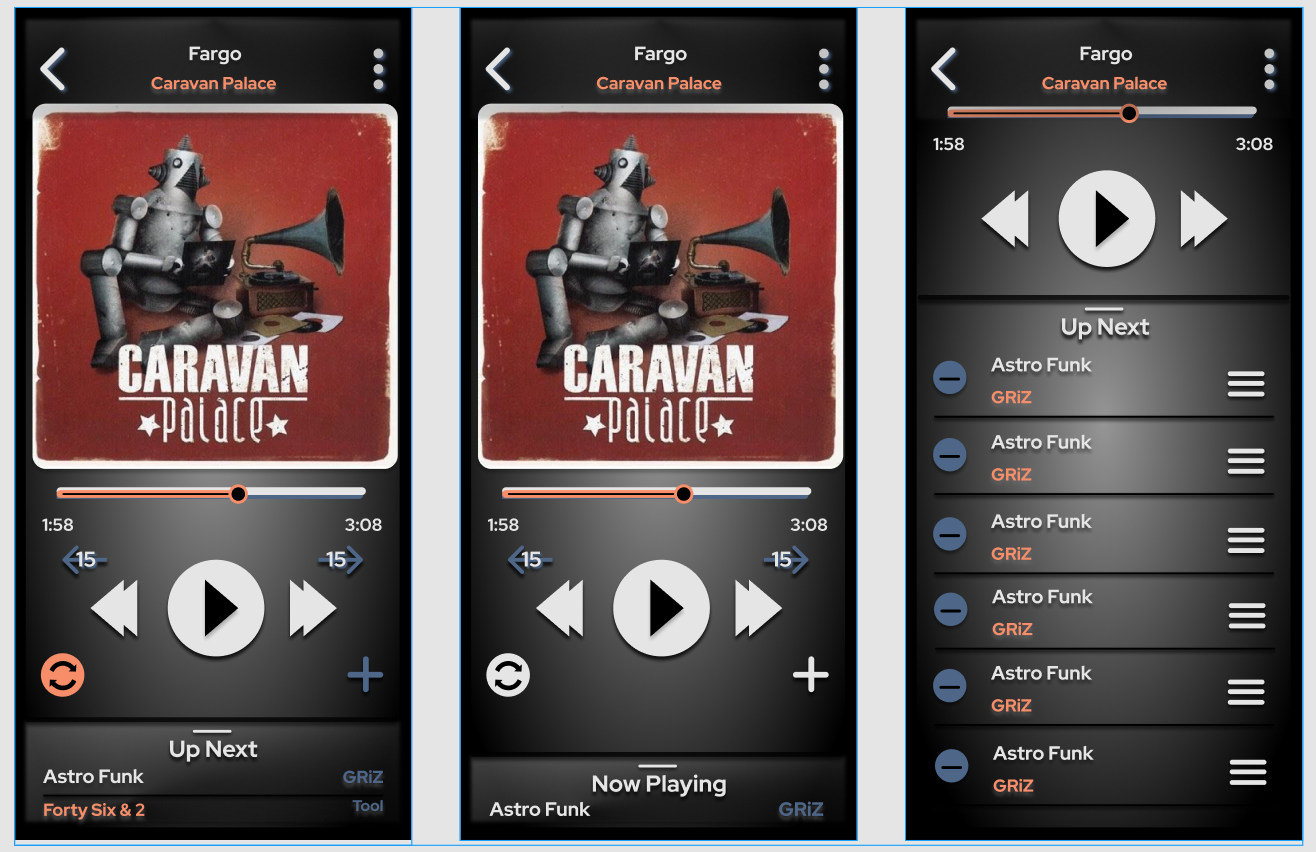 Fargo
Caravan Palace
CARAVAN
palace
1:58 3:08
15 15
Up Next
Astro Funk GRiZ
Forty Six & 2 Tool
Fargo
Caravan Palace
CARAVAN
palace
1:58 3:08
15 15
Now Playing
Astro Funk GRiZ
Fargo
Caravan Palace
1:58 3:08
Up Next
Astro Funk
GRiZ
Astro Funk
GRiZ
Astro Funk
GRiZ
Astro Funk
GRiZ
Astro Funk
GRiZ
Astro Funk
GRiZ